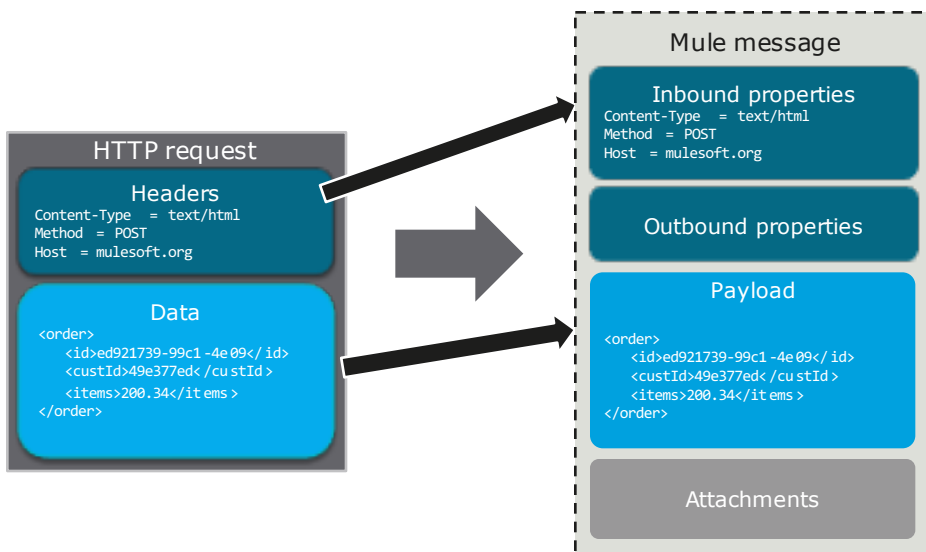 HTTP request
Headers
Content-Type = text/html
Method = POST
Host = mulesoft.org
Data
<order>
<id>ed921739-99c1-4e09</id>
<custId>49e377ed</custId>
<items>200.34</items>
</order>
Mule message
Inbound properties
Content-Type = text/html
Method = POST
Host = mulesoft.org
Outbound properties
Payload
<order>
<id>ed921739-99c1-4e09</id>
<custId>49e377ed</custId>
<items>200.34</items>
</order>
Attachments